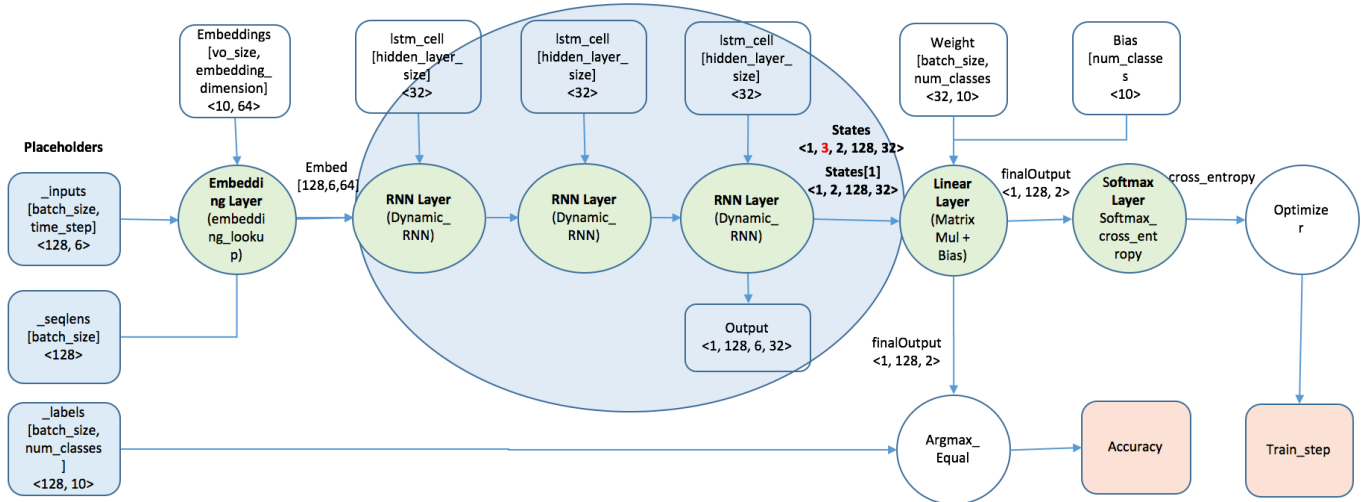 Embeddings
[vo_size,
embedding_
dimension]
<10, 64>
lstm_cell
[hidden_layer_
size]
<32>
lstm_cell
[hidden_layer_
size]
<32>
lstm_cell
[hidden_layer_
size]
<32>
Weight
[batch_size,
num_classes
<32, 10>
Bias
[num_classe
s
<10>
Placeholders
_inputs
[batch_size,
time_step]
<128, 6>
Embeddi
ng Layer
(embeddi
ng_looku
p)
Embed
[128,6,64]
RNN Layer
(Dynamic_
RNN)
RNN Layer
(Dynamic_
RNN)
RNN Layer
(Dynamic_
RNN)
States
<1, 3, 2, 128, 32>
States[1]
<1, 2, 128, 32>
Linear
Layer
(Matrix
Mul +
Bias)
finalOutput
<1, 128, 2>
Softmax
Layer
Softmax_
cross_ent
ropy
cross_entropy
Optimize
r
_seqlens
[batch_size]
<128>
Output
<1, 128, 6, 32>
finalOutput
<1, 128, 2>
_labels
[batch_size,
num_classes
]
<128, 10>
Argmax_
Equal
Accuracy
Train_step